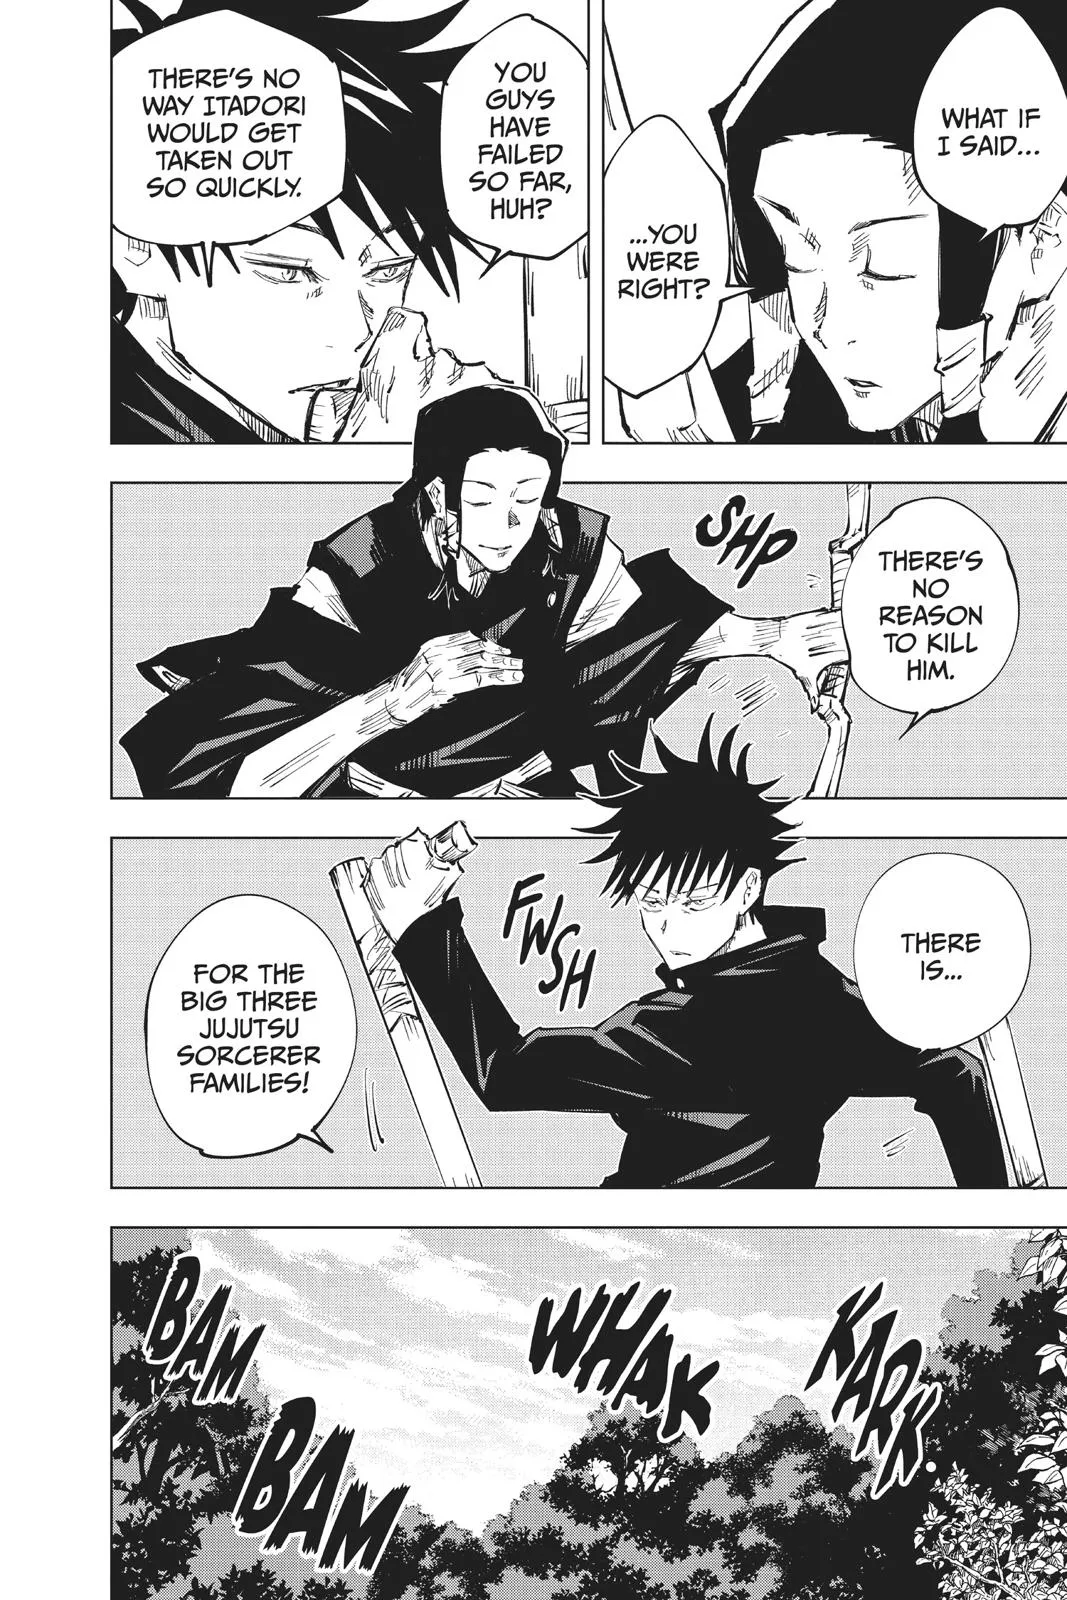 WHAT IF
I SAID...
...YOU
WERE
RIGHT?
YOU
GUYS
HAVE
FAILED
SO FAR,
HUH?
THERE'S NO
WAY ITADORI
WOULD GET
TAKEN OUT
SO QUICKLY.
THERE'S
NO
REASON
TO KILL
HIM.
SHP
THERE
IS...
FWSH
FOR THE
BIG THREE
JUJUTSU
SORCERER
FAMILIES!
KARK
WHAK
BAM
BAM